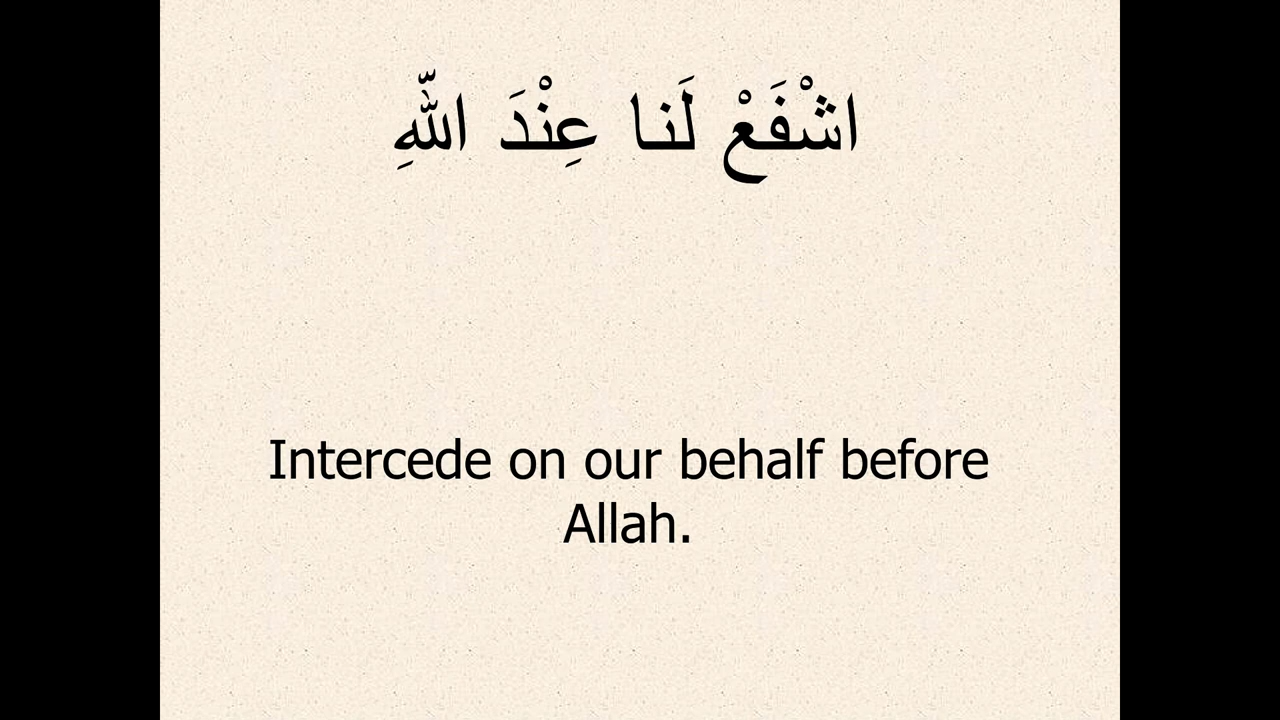 اشْفَعْ لَنا عِنْدَ اللّٰهِ
Intercede on our behalf before
Allah.